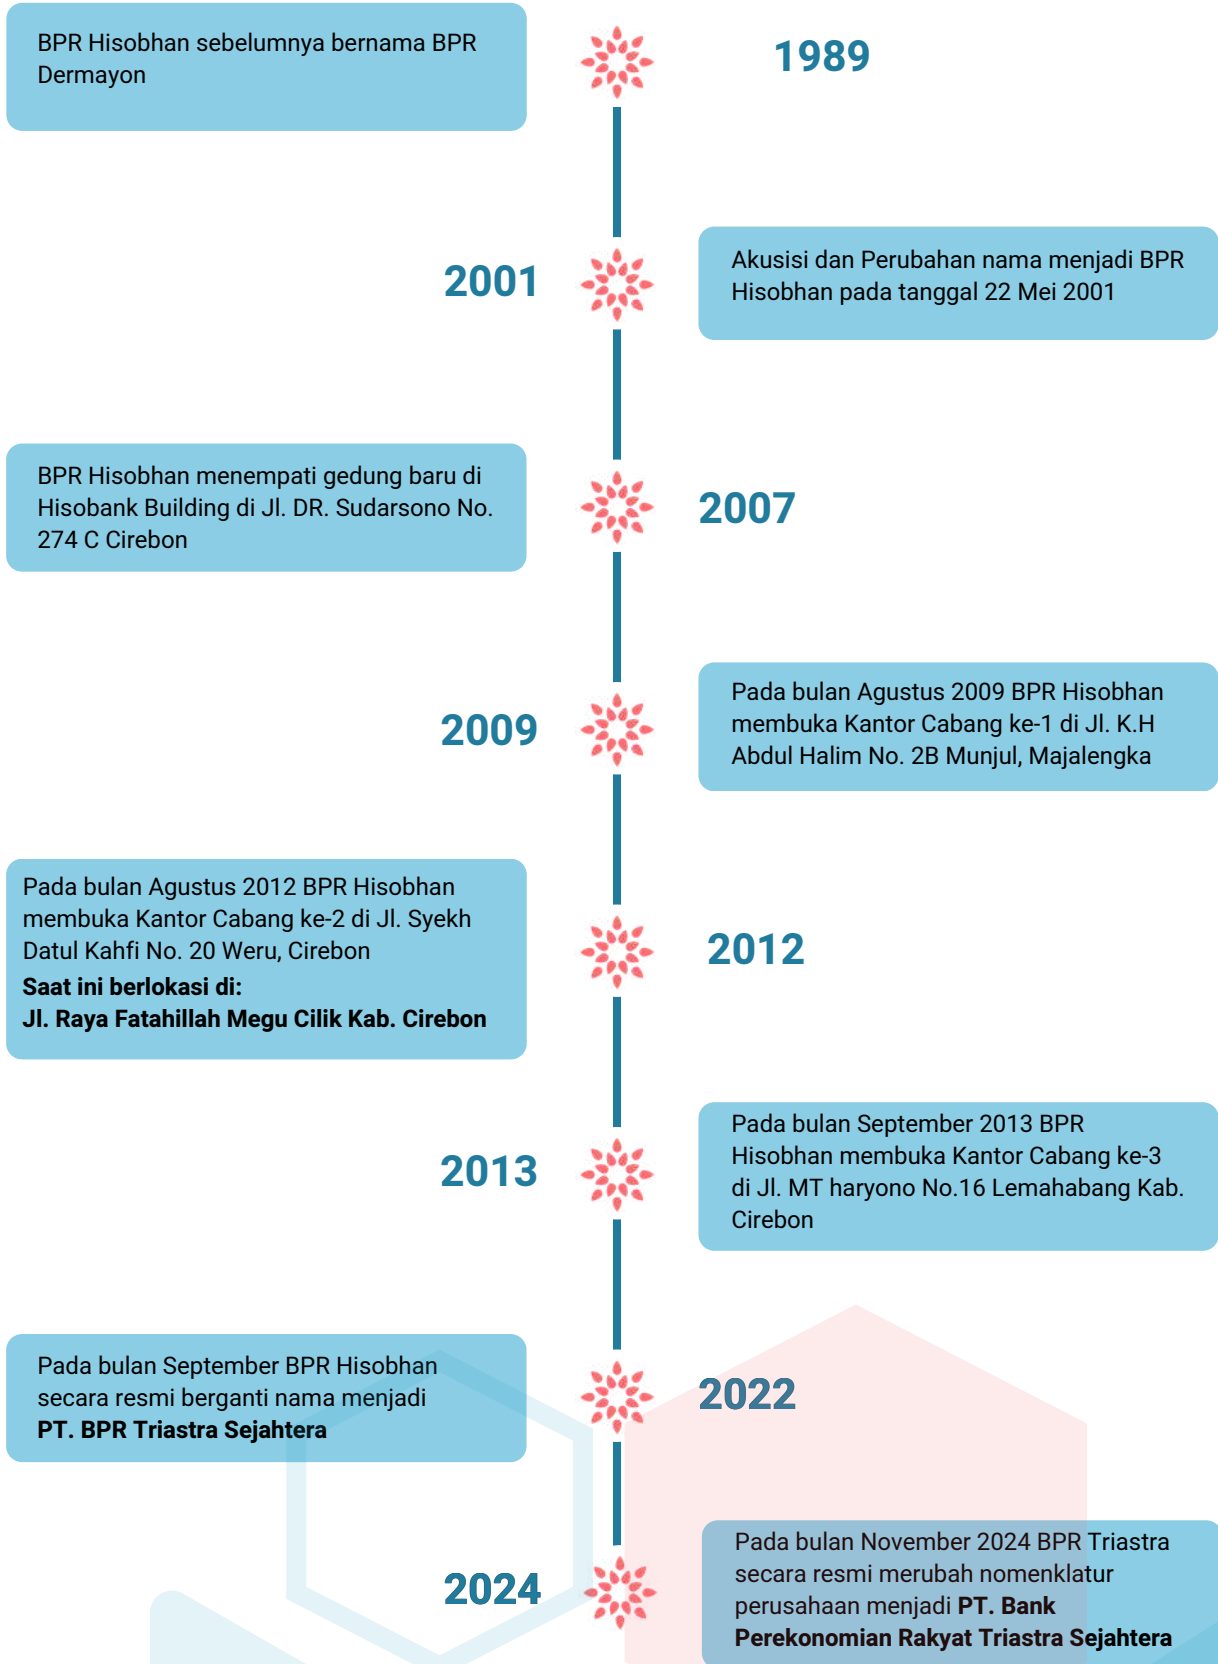 BPR Hisobhan sebelumnya bernama BPR
Dermayon
1989
2001
Akusisi dan Perubahan nama menjadi BPR
Hisobhan pada tanggal 22 Mei 2001
BPR Hisobhan menempati gedung baru di
Hisobank Building di Jl. DR. Sudarsono No.
274 C Cirebon
2007
2009
Pada bulan Agustus 2009 BPR Hisobhan
membuka Kantor Cabang ke-1 di Jl. K.H
Abdul Halim No. 2B Munjul, Majalengka
Pada bulan Agustus 2012 BPR Hisobhan
membuka Kantor Cabang ke-2 di Jl. Syekh
Datul Kahfi No. 20 Weru, Cirebon
Saat ini berlokasi di:
Jl. Raya Fatahillah Megu Cilik Kab. Cirebon
2012
2013
Pada bulan September 2013 BPR
Hisobhan membuka Kantor Cabang ke-3
di Jl. MT haryono No.16 Lemahabang Kab.
Cirebon
Pada bulan September BPR Hisobhan
secara resmi berganti nama menjadi
PT. BPR Triastra Sejahtera
2022
2024
Pada bulan November 2024 BPR Triastra
secara resmi merubah nomenklatur
perusahaan menjadi PT. Bank
Perekonomian Rakyat Triastra Sejahtera